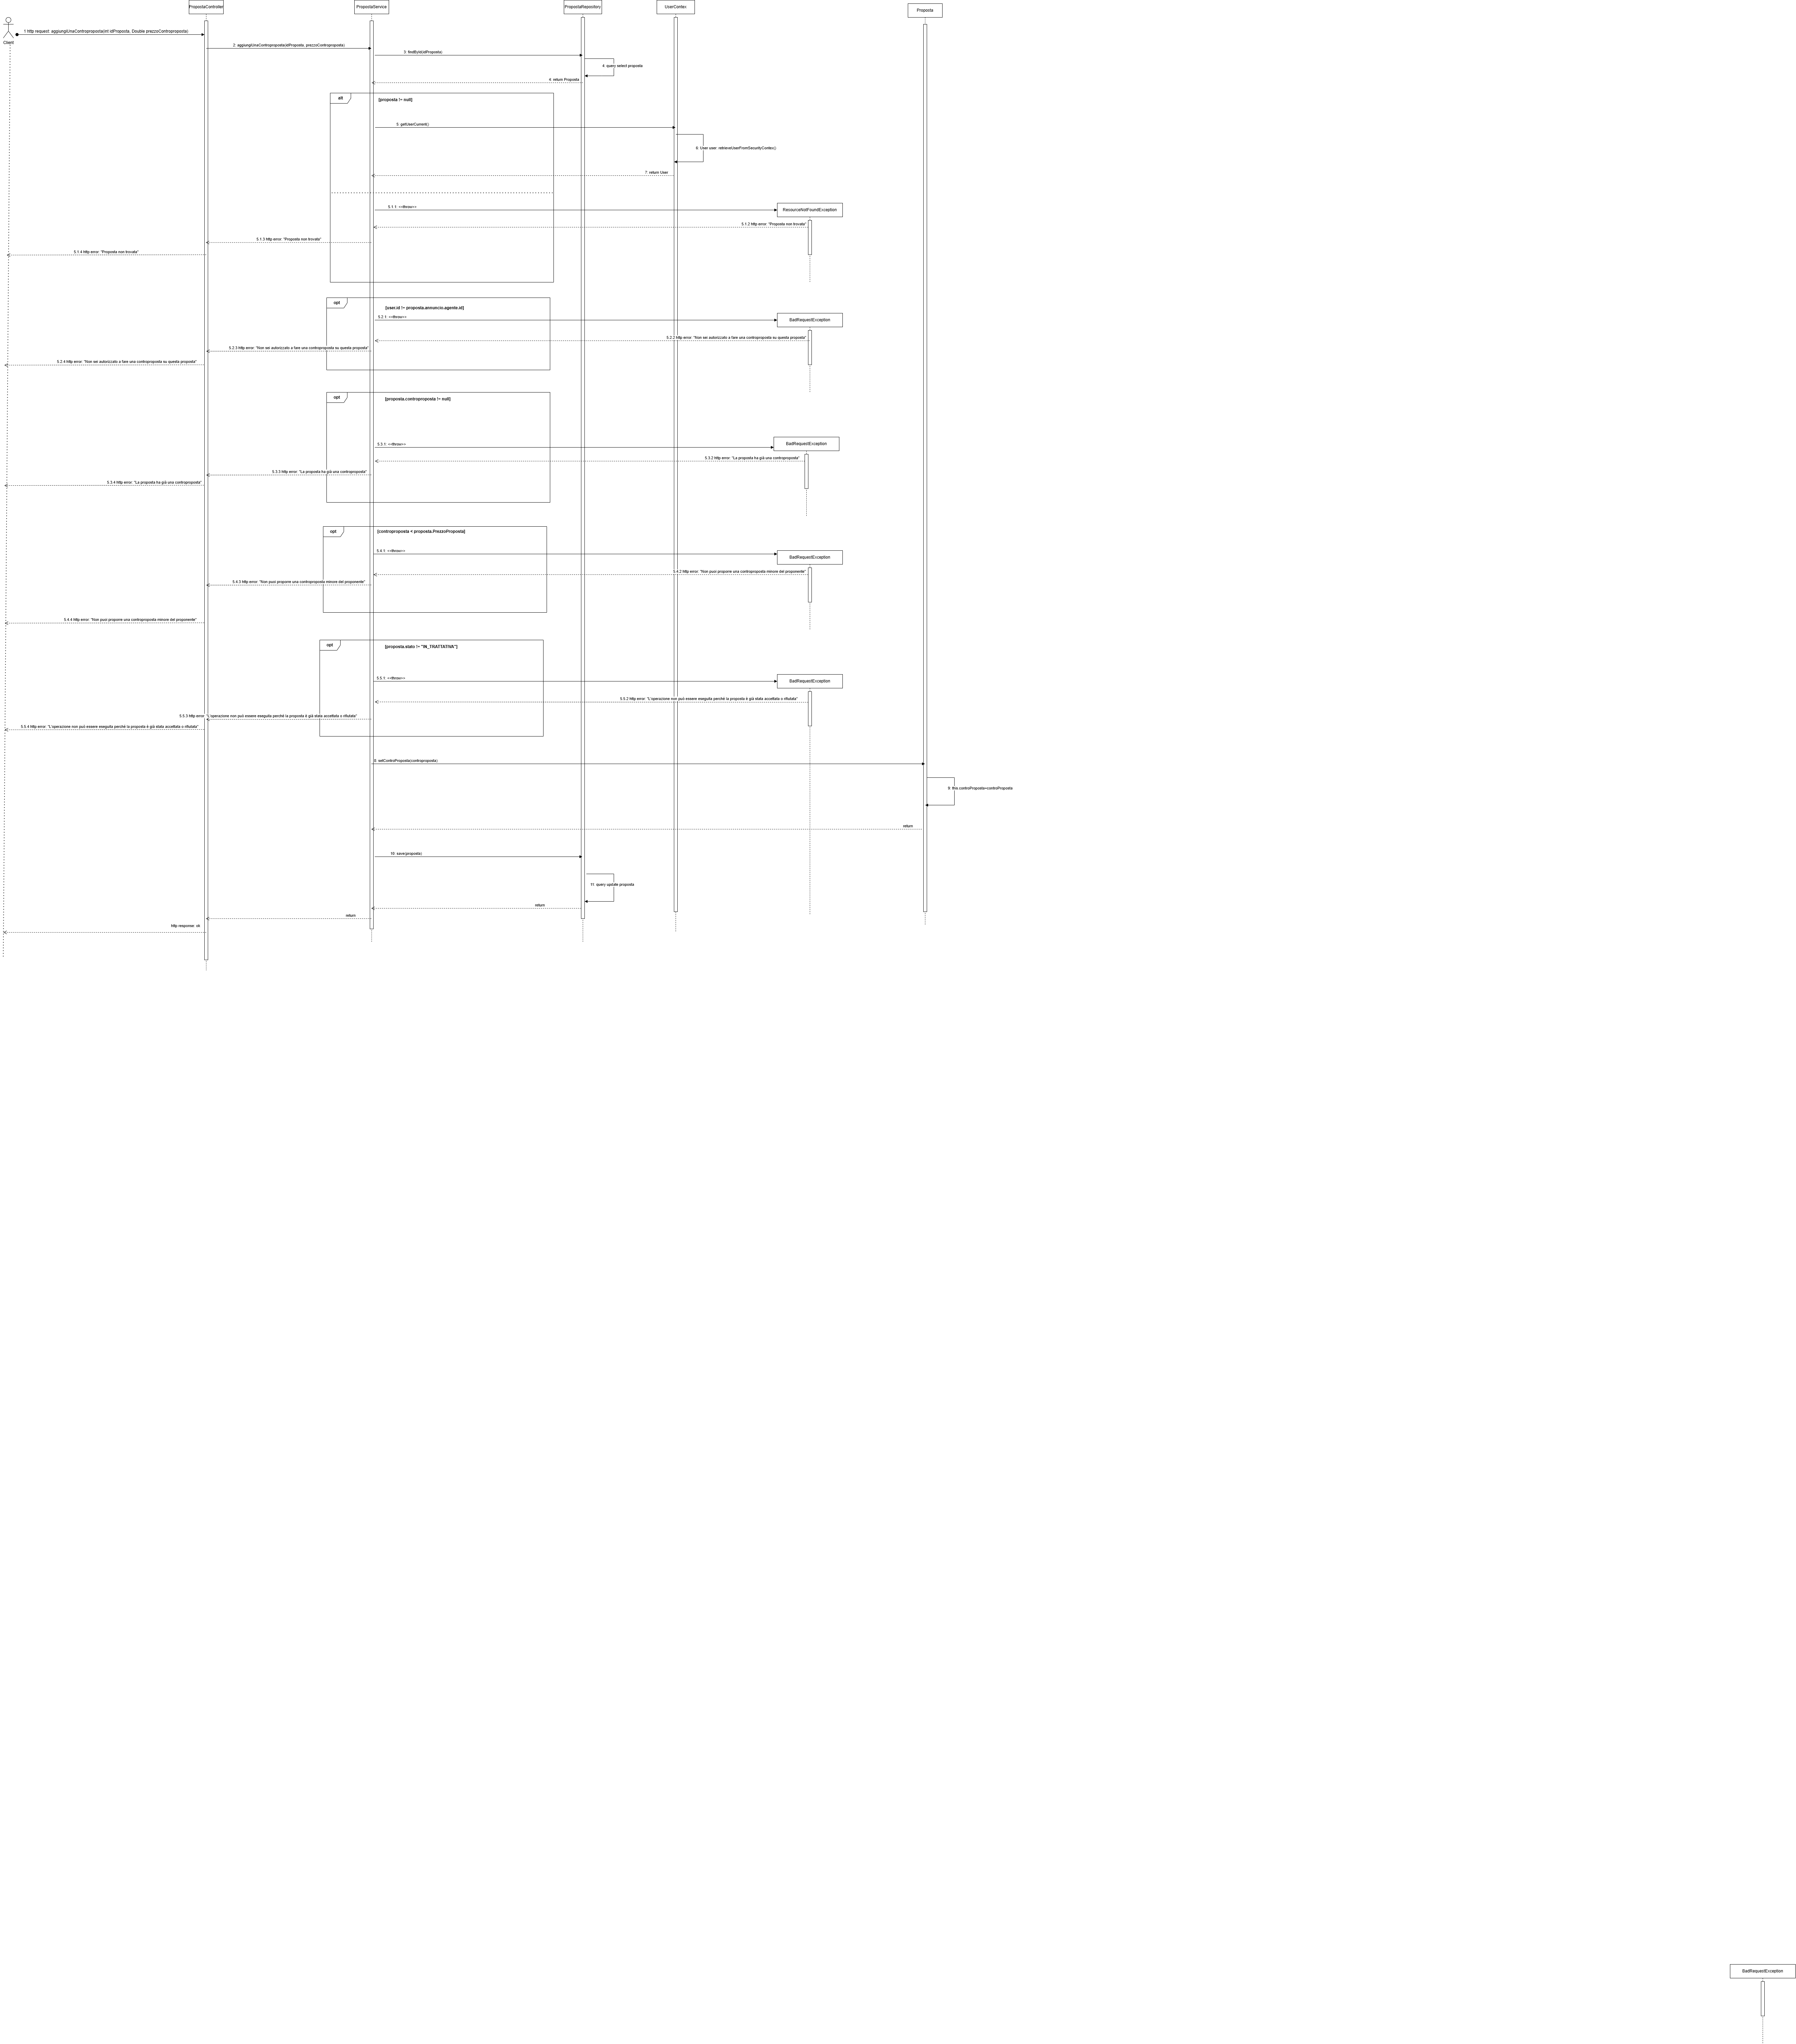 PropostaController
PropostaService
PropostaRepository
UserContex
Proposta
Client
1 http request: aggiungiUnaControproposta(int idProposta, Double prezzoControproposta)
2: aggiungiUnaControproposta(idProposta, prezzoControproposta)
3: findById(idProposta)
4: query select proposta
4: return Proposta
alt
[proposta != null]
5: getUserCurrent()
6: User user: retrieveUserFromSecurityContex()
7: return User
5.1.1: <<throw>>
ResourceNotFoundException
5.1.2 http error: "Proposta non trovata"
5.1.3 http error: "Proposta non trovata"
5.1.4 http error: "Proposta non trovata"
opt
[user.id != proposta.annuncio.agente.id]
5.2.1: <<throw>>
BadRequestException
5.2.2 http error: "Non sei autorizzato a fare una controproposta su questa proposta"
5.2.3 http error: "Non sei autorizzato a fare una controproposta su questa proposta"
5.2.4 http error: "Non sei autorizzato a fare una controproposta su questa proposta"
opt
[proposta.controproposta != null]
5.3.1: <<throw>>
BadRequestException
5.3.2 http error: "La proposta ha già una controproposta"
5.3.3 http error: "La proposta ha già una controproposta"
5.3.4 http error: "La proposta ha già una controproposta"
opt
[controproposta < proposta.PrezzoProposta]
5.4.1: <<throw>>
BadRequestException
5.4.2 http error: "Non puoi proporre una controproposta minore del proponente"
5.4.3 http error: "Non puoi proporre una controproposta minore del proponente"
5.4.4 http error: "Non puoi proporre una controproposta minore del proponente"
opt
[proposta.stato != "IN_TRATTATIVA"]
5.5.1: <<throw>>
BadRequestException
5.5.2 http error: "L'operazione non può essere eseguita perché la proposta è già stata accettata o rifiutata"
5.5.3 http error: "L'operazione non può essere eseguita perché la proposta è già stata accettata o rifiutata"
5.5.4 http error: "L'operazione non può essere eseguita perché la proposta è già stata accettata o rifiutata"
8: setControProposta(controproposta)
9: this.controProposta=controProposta
return
10: save(proposta)
11: query update proposta
return
return
http response: ok
BadRequestException